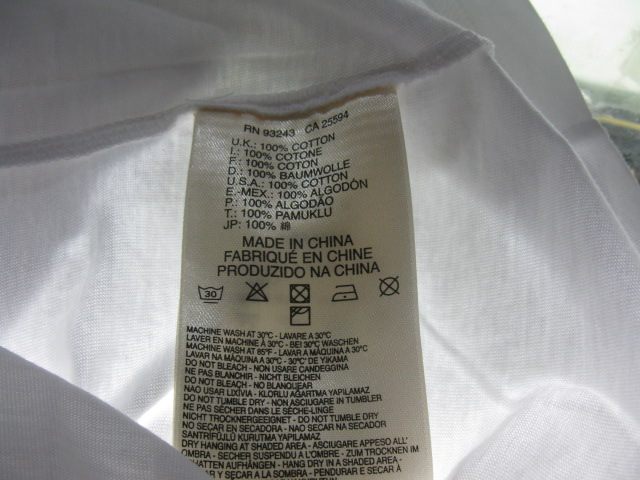 RN 93243 CA 25594
U.K.: 100% COTTON
I.: 100% COTONE
F.: 100% COTON
D.: 100% BAUMWOLLE
U.S.A.: 100% COTTON
E.-MEX.: 100% ALGODÓN
P.: 100% ALGODÃO
T.: 100% PAMUKLU
JP: 100% 綿
MADE IN CHINA
FABRIQUÉ EN CHINE
PRODUZIDO NA CHINA
30
MACHINE WASH AT 30°C - LAVARE A 30°C
LAVER EN MACHINE À 30°C - BEI 30°C WASCHEN
MACHINE WASH AT 85°F - LAVAR A MÁQUINA À 30°C
LAVAR NA MÁQUINA A 30°C - 30°C' DE YIKAMA
DO NOT BLEACH - NON USARE CANDEGGINA
NE PAS BLANCHIR - NICHT BLEICHEN
DO NOT BLEACH - NO BLANQUEAR
NÃO USAR LIXÍVIA - KLORLU AĞARTMA YAPILAMAZ
DO NOT TUMBLE DRY - NON ASCIUGARE IN TUMBLER
NE PAS SÉCHER DANS LE SÈCHE-LINGE
NICHT TROCKNERGEEIGNET - DO NOT TUMBLE DRY
NO SECAR EN SECADORA - NÃO SECAR NA SECADORA
SANTRIFÜJLÜ KURUTMA YAPILAMAZ
DRY HANGING AT SHADED AREA - ASCIUGARE APPESO ALL'
OMBRA - SÉCHER SUSPENDU À L'OMBRE - ZUM TROCKNEN IM
HATTEN AUFHÄNGEN - HANG DRY IN A SHADED AREA -
AR Y SECAR A LA SOMBRA - PENDURAR E SECAR À